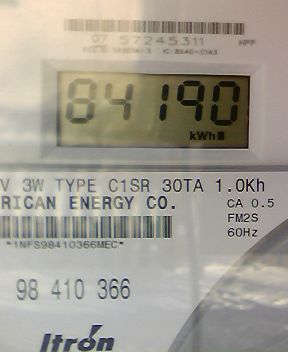 07 57245311 HPP
84190
kWh
V 3W TYPE C1SR 30TA 1.0Kh
RICAN ENERGY CO. CA 0.5
FM2S
60Hz
*1NFS98410366MEC*
98 410 366
Itron